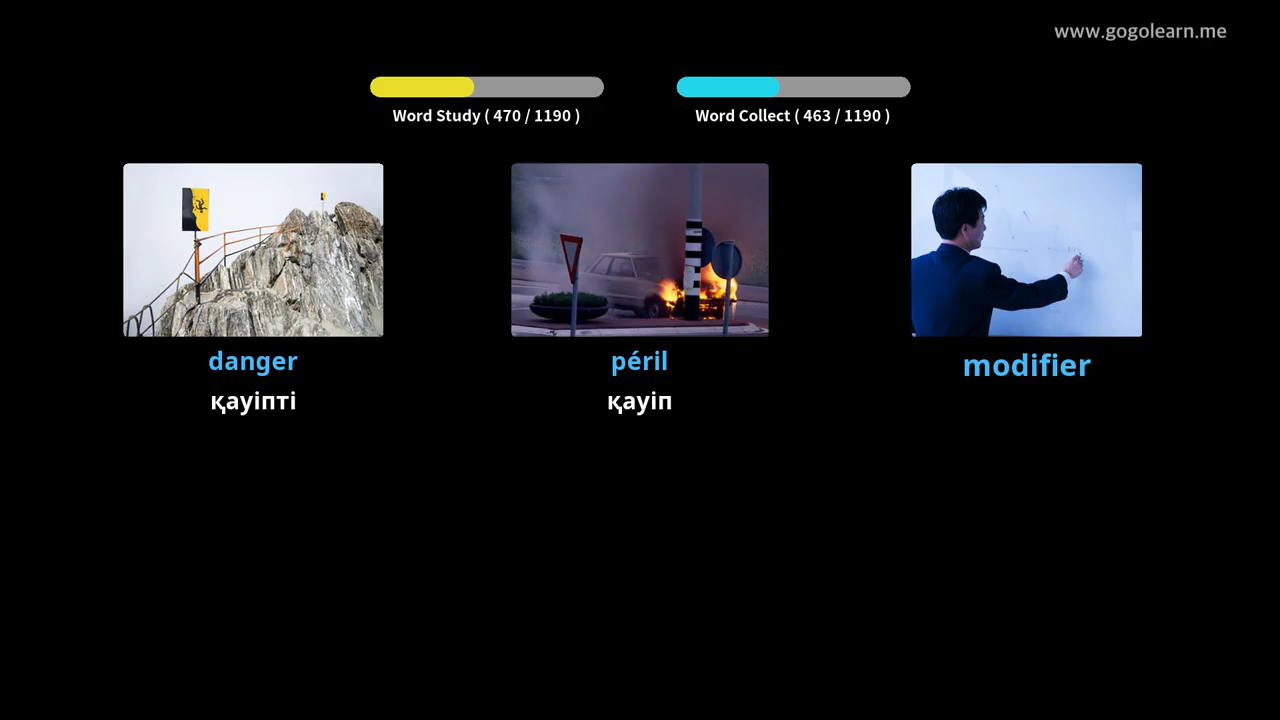 www.gogolearn.me
Word Study ( 470 / 1190 )
Word Collect ( 463 / 1190 )
danger
péril
modifier
қауіпті
қауіп